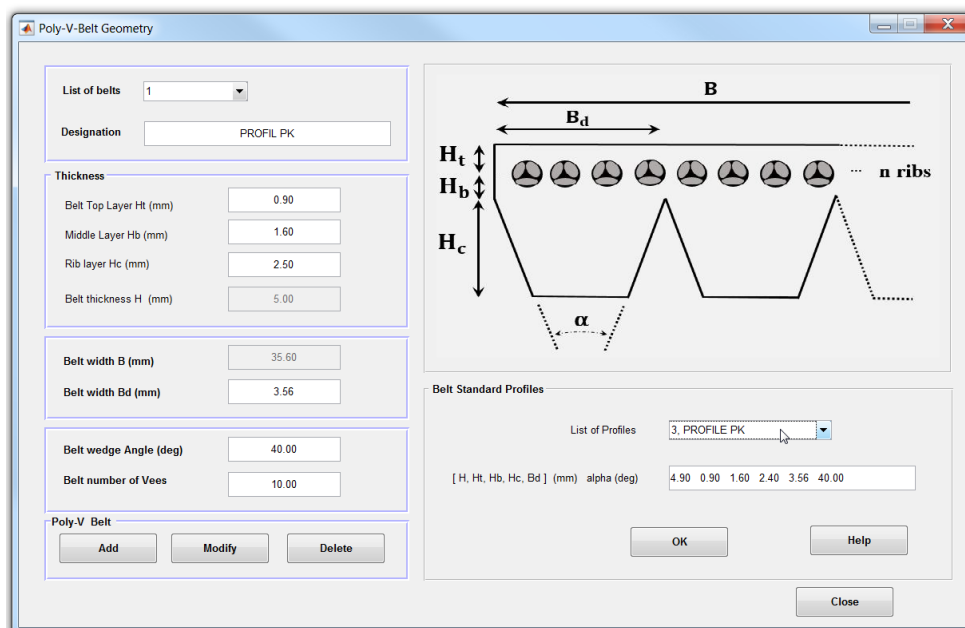 Poly-V-Belt Geometry
List of belts 1
Designation PROFIL PK
Thickness
Belt Top Layer Ht (mm) 0.90
Middle Layer Hb (mm) 1.60
Rib layer Hc (mm) 2.50
Belt thickness H (mm) 5.00
Belt width B (mm) 35.60
Belt width Bd (mm) 3.56
Belt wedge Angle (deg) 40.00
Belt number of Vees 10.00
Poly-V Belt
Add Modify Delete
B
Bd
Ht
Hb
... n ribs
Hc
α
Belt Standard Profiles
List of Profiles 3, PROFILE PK
[ H, Ht, Hb, Hc, Bd ] (mm) alpha (deg) 4.90 0.90 1.60 2.40 3.56 40.00
OK Help
Close